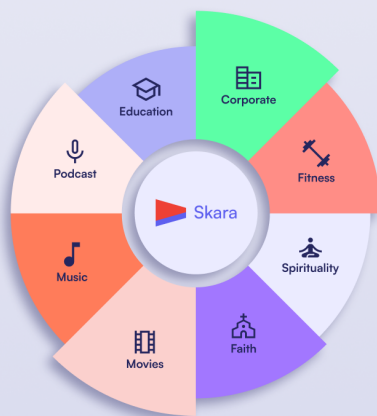 Corporate
Education
Fitness
Podcast
Skara
Spirituality
Music
Faith
Movies